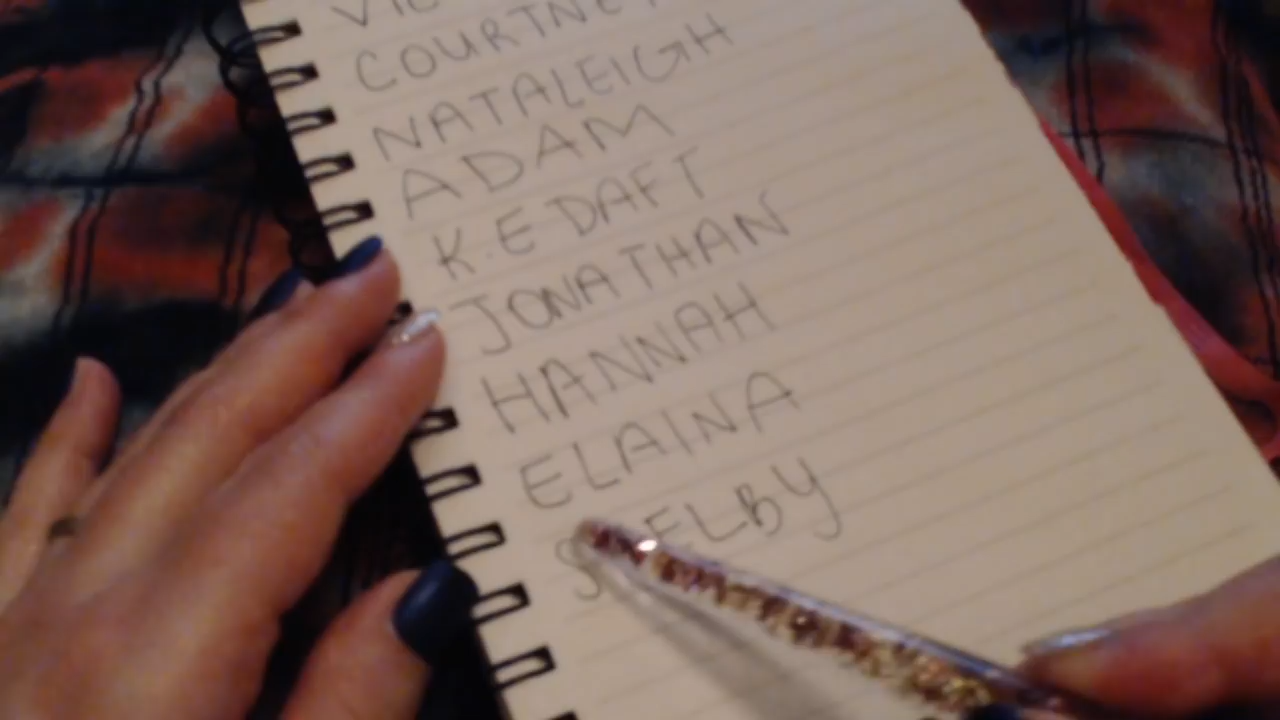 COURTNEY
NATALEIGH
ADAM
K.E DAFT
JONATHAN
HANNAH
ELAINA